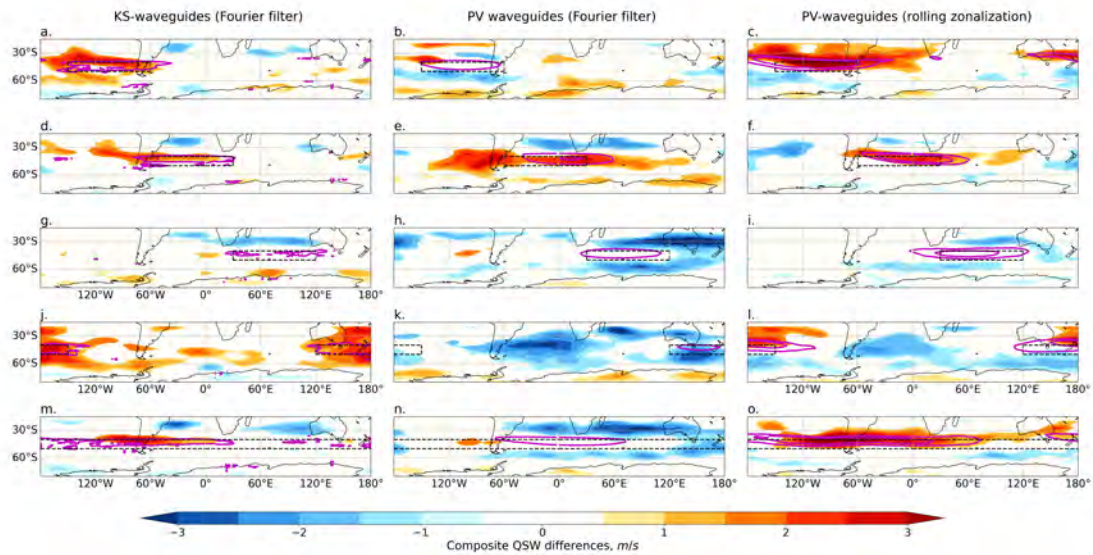 KS-waveguides (Fourier filter) PV waveguides (Fourier filter) PV-waveguides (rolling zonalization)
a. b. c.
30°S
60°S
d. e. f.
30°S
60°S
g. h. i.
30°S
60°S
120°W 60°W 0° 60°E 120°E 180° 120°W 60°W 0° 60°E 120°E 180° 120°W 60°W 0° 60°E 120°E 180°
j. k. l.
30°S
60°S
m. n. o.
30°S
60°S
120°W 60°W 0° 60°E 120°E 180° 120°W 60°W 0° 60°E 120°E 180° 120°W 60°W 0° 60°E 120°E 180°
−3 −2 −1 0 1 2 3
Composite QSW differences, m/s